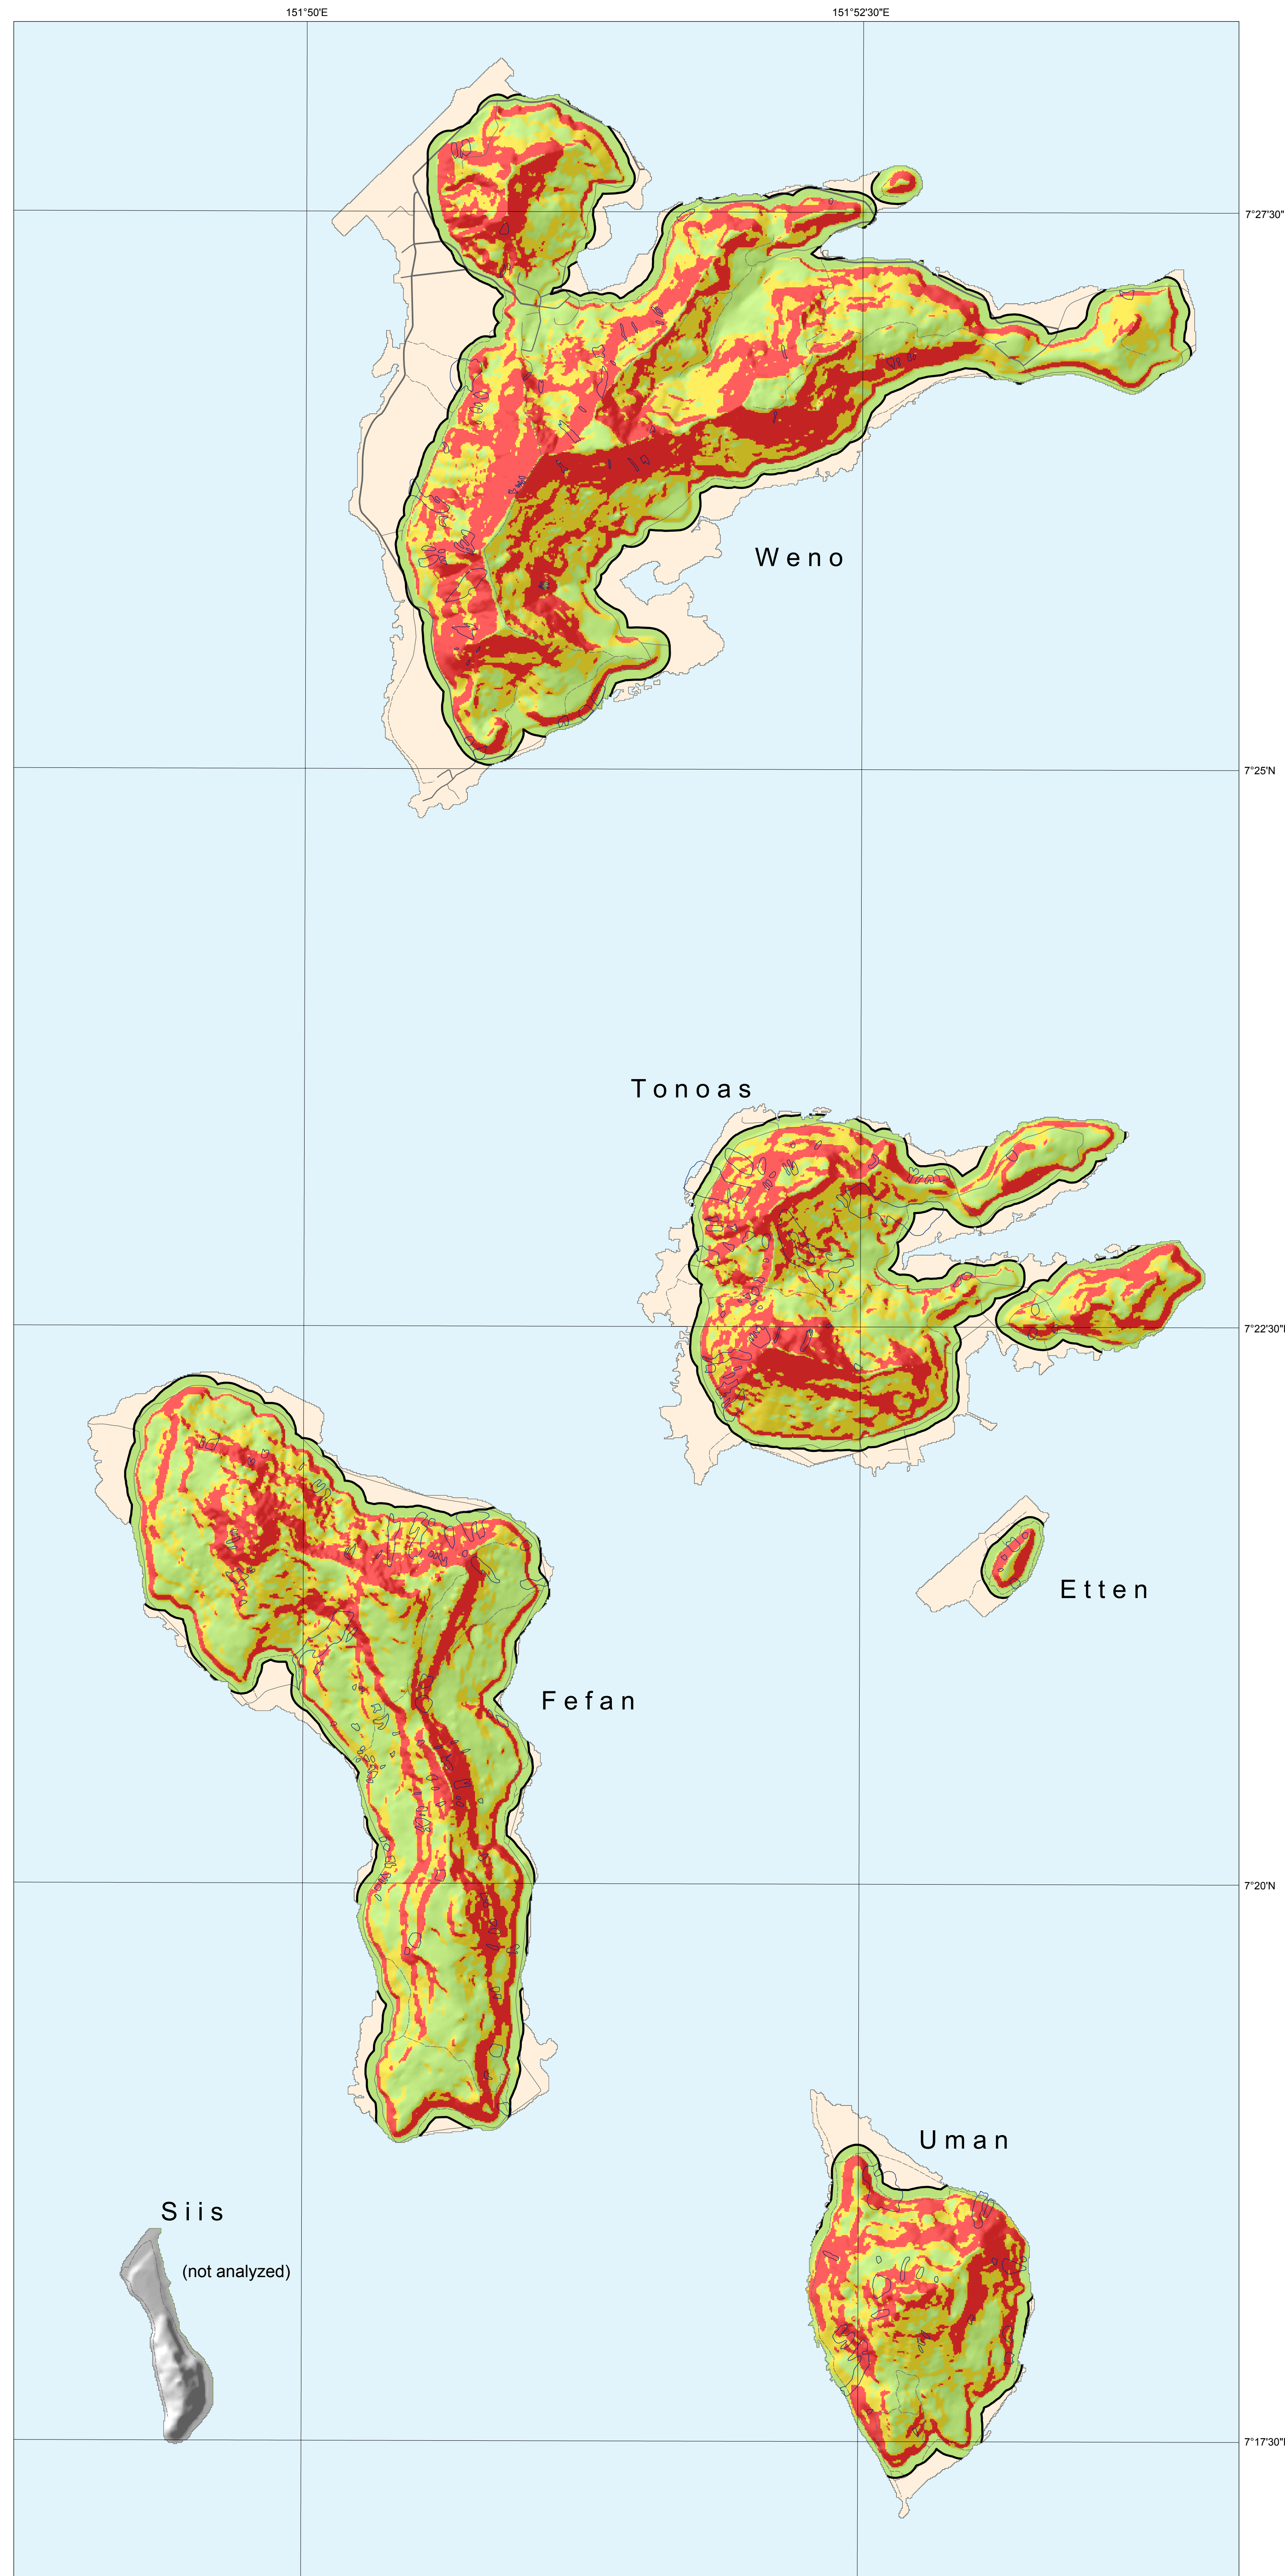 151°50'E
151°52'30"E
7°27'30"
Weno
7°25'N
Tonoas
7°22'30"
Etten
Fefan
7°20'N
Uman
Siis
(not analyzed)
7°17'30"